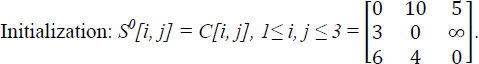 Initialization: S⁰[i, j] = C[i, j], 1≤ i, j ≤ 3 = [0 10 5
3 0 ∞
6 4 0].